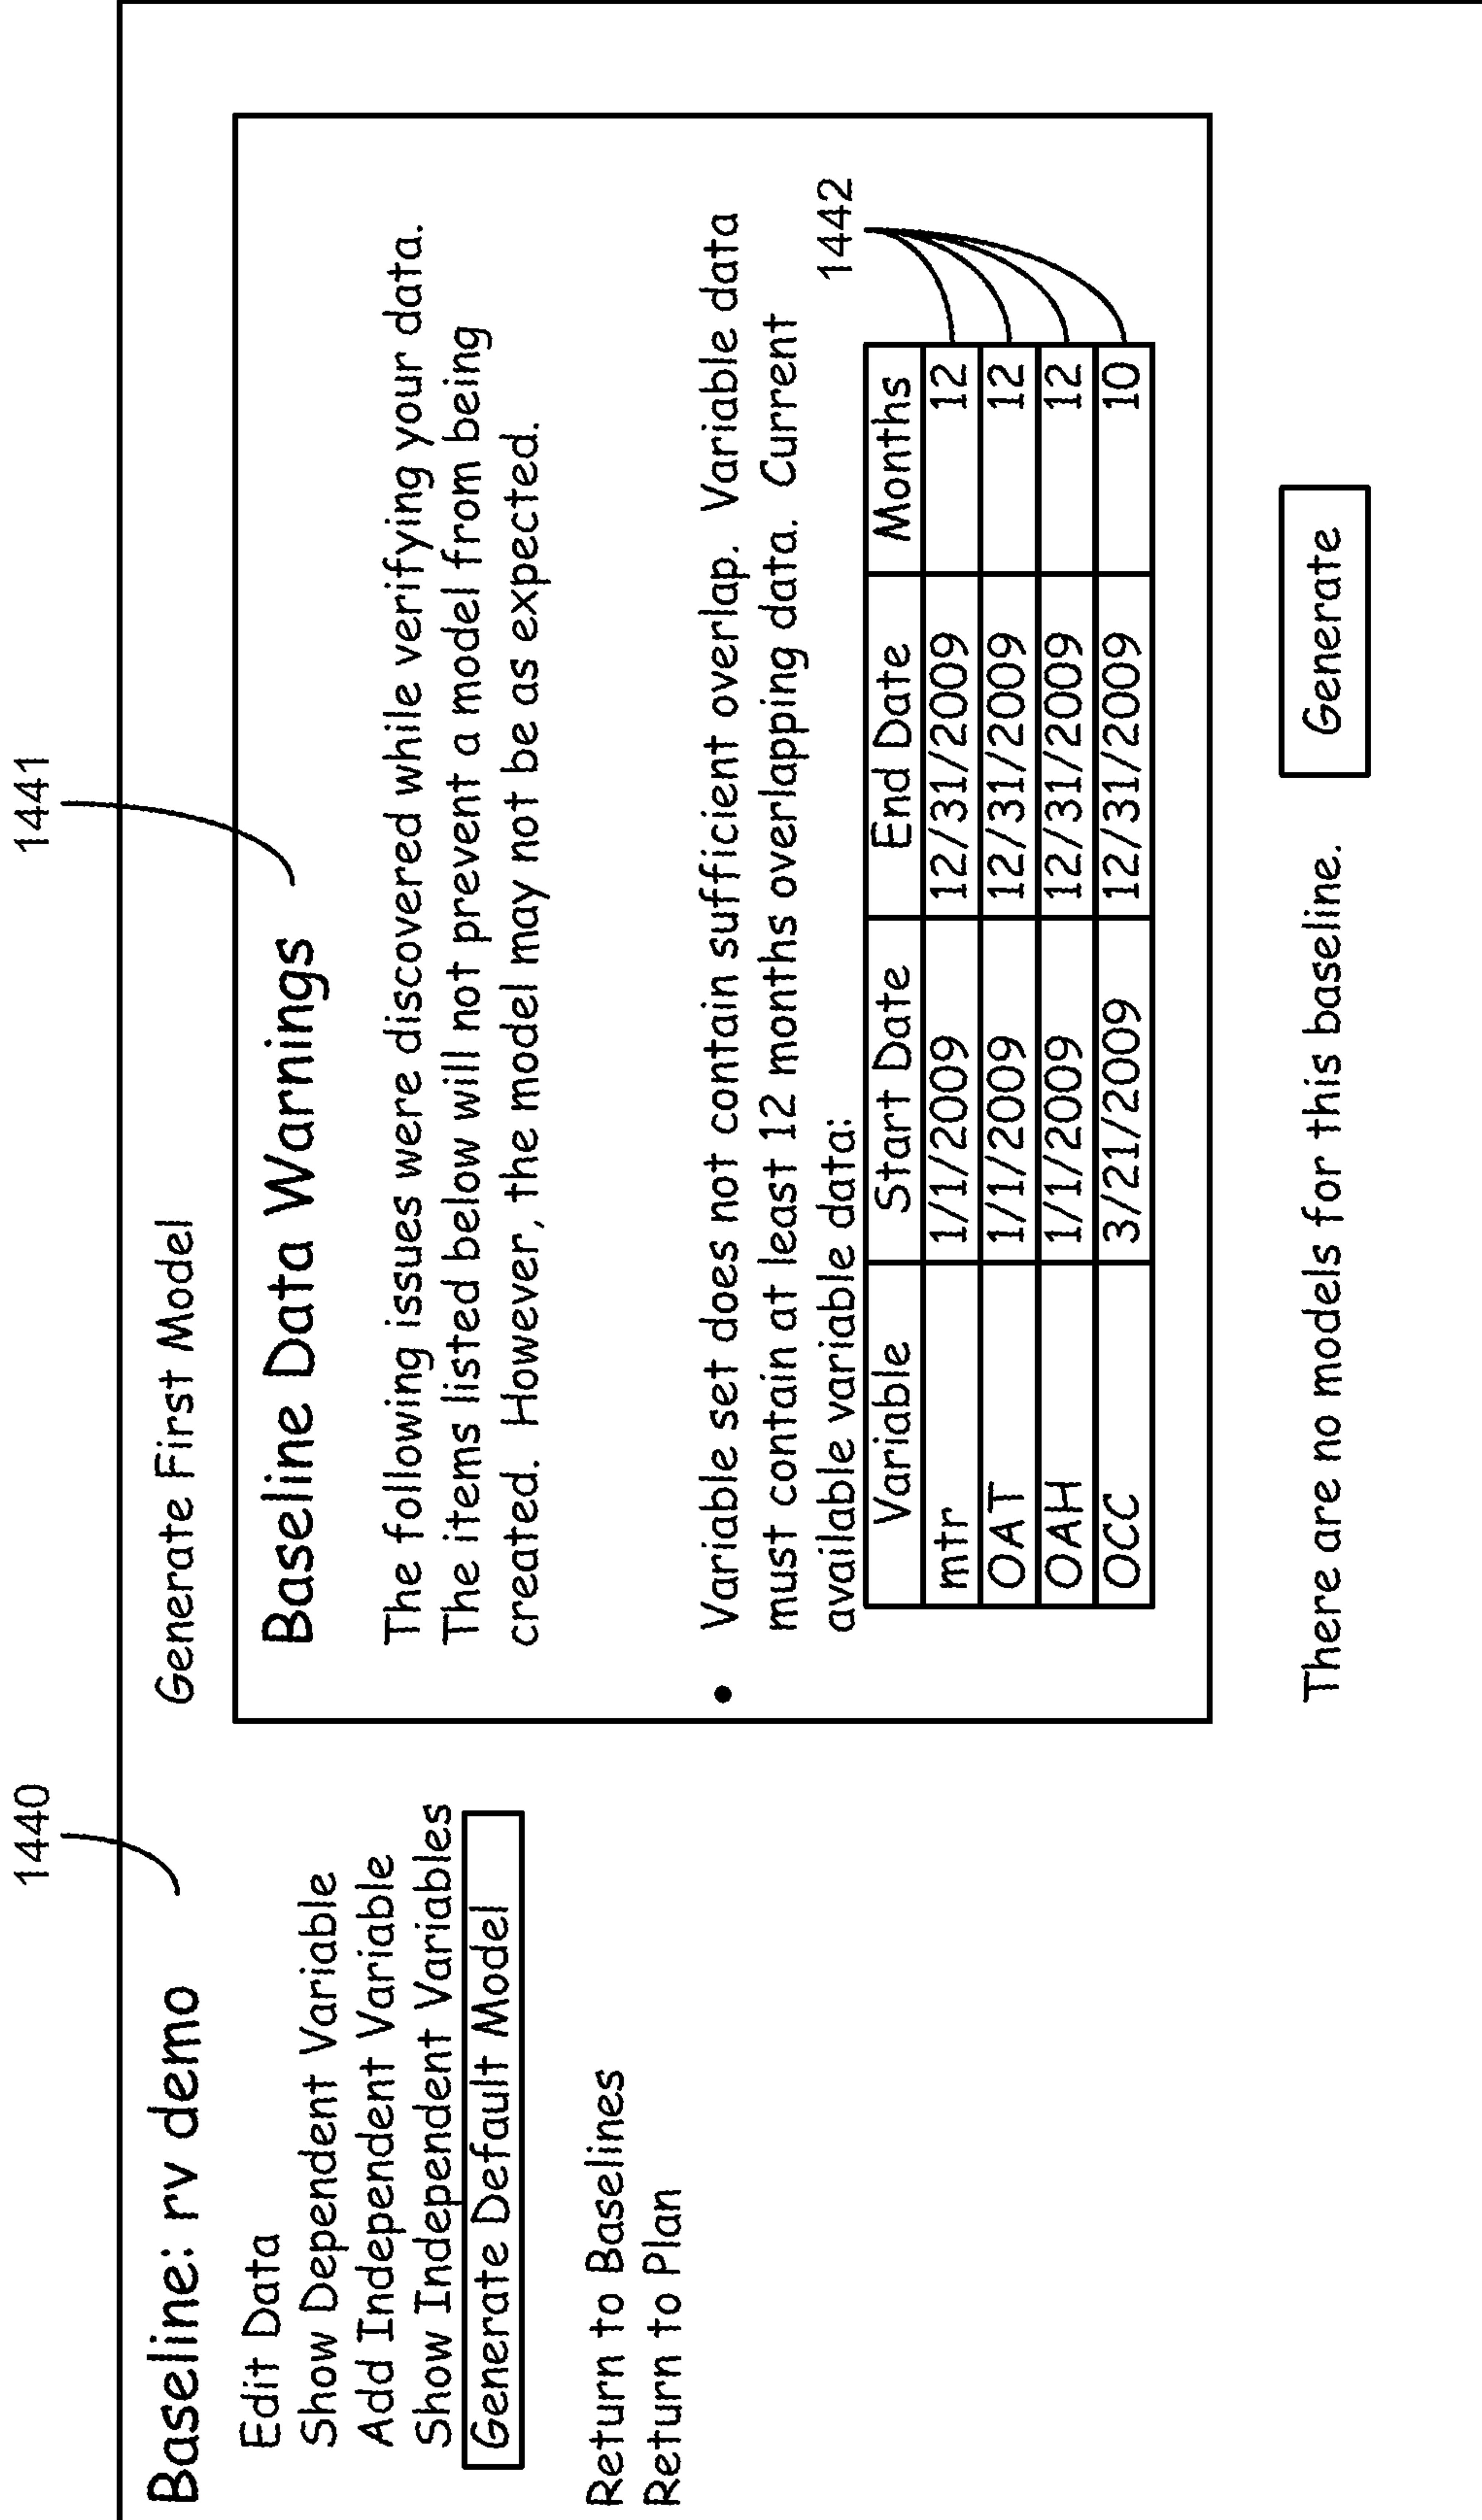 1440
1441
Baseline: rv demo
Edit Data
Show Dependent Variable
Add Independent Variable
Show Independent Variables
Generate Default Model
Return to Baselines
Return to Plan
Generate First Model
Baseline Data Warnings
The following issues were discovered while verifying your data.
The items listed below will not prevent a model from being
created. However, the model may not be as expected.
• Variable set does not contain sufficient overlap. Variable data
must contain at least 12 months overlapping data. Current
available variable data:
1442
Variable Start Date End Date Months
mtr 1/1/2009 12/31/2009 12
OAT 1/1/2009 12/31/2009 12
OAH 1/1/2009 12/31/2009 12
OCC 3/21/2009 12/31/2009 10
There are no models for this baseline. Generate